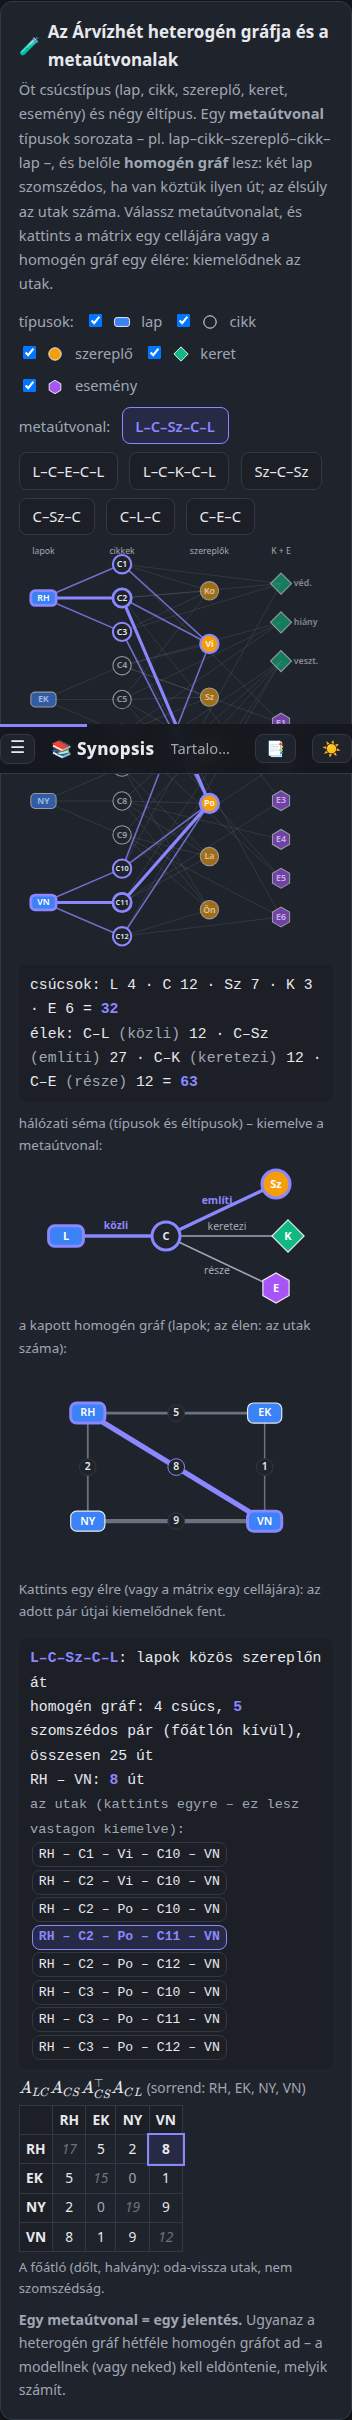 🧪 Az Árvízhét heterogén gráfja és a
metaútvonalak
Öt csúcstípus (lap, cikk, szereplő, keret,
esemény) és négy éltípus. Egy metaútvonal
típusok sorozata – pl. lap–cikk–szereplő–cikk–
lap –, és belőle homogén gráf lesz: két lap
szomszédos, ha van köztük ilyen út; az élsúly
az utak száma. Válassz metaútvonalat, és
kattints a mátrix egy cellájára vagy a
homogén gráf egy élére: kiemelődnek az
utak.
típusok: lap cikk
szereplő keret
esemény
metaútvonal: L–C–Sz–C–L
L–C–E–C–L L–C–K–C–L Sz–C–Sz
C–Sz–C C–L–C C–E–C
lapok cikkek szereplők K + E
C1
véd.
Ko
RH C2
hiány
C3
Vi
C4 veszt.
EK C5 Sz
E1
☰ 📚 Synopsis Tartalo... 📑 ☀️
NY C8 Po E3
C9 E4
La
C10
E5
VN C11 Ön E6
C12
csúcsok: L 4 · C 12 · Sz 7 · K 3
· E 6 = 32
élek: C–L (közli) 12 · C–Sz
(említi) 27 · C–K (keretezi) 12 ·
C–E (része) 12 = 63
hálózati séma (típusok és éltípusok) – kiemelve a
metaútvonal:
Sz
említi
közli keretezi
L C K
része
E
a kapott homogén gráf (lapok; az élen: az utak
száma):
RH 5 EK
2 8 1
NY 9 VN
Kattints egy élre (vagy a mátrix egy cellájára): az
adott pár útjai kiemelődnek fent.
L–C–Sz–C–L: lapok közös szereplőn
át
homogén gráf: 4 csúcs, 5
szomszédos pár (főátlón kívül),
összesen 25 út
RH – VN: 8 út
az utak (kattints egyre – ez lesz
vastagon kiemelve):
RH – C1 – Vi – C10 – VN
RH – C2 – Vi – C10 – VN
RH – C2 – Po – C10 – VN
RH – C2 – Po – C11 – VN
RH – C2 – Po – C12 – VN
RH – C3 – Po – C10 – VN
RH – C3 – Po – C11 – VN
RH – C3 – Po – C12 – VN
A_LC A_CS A_CS^⊤ A_CL (sorrend: RH, EK, NY, VN)
RH EK NY VN
RH 17 5 2 8
EK 5 15 0 1
NY 2 0 19 9
VN 8 1 9 12
A főátló (dőlt, halvány): oda-vissza utak, nem
szomszédság.
Egy metaútvonal = egy jelentés. Ugyanaz a
heterogén gráf hétféle homogén gráfot ad – a
modellnek (vagy neked) kell eldöntenie, melyik
számít.